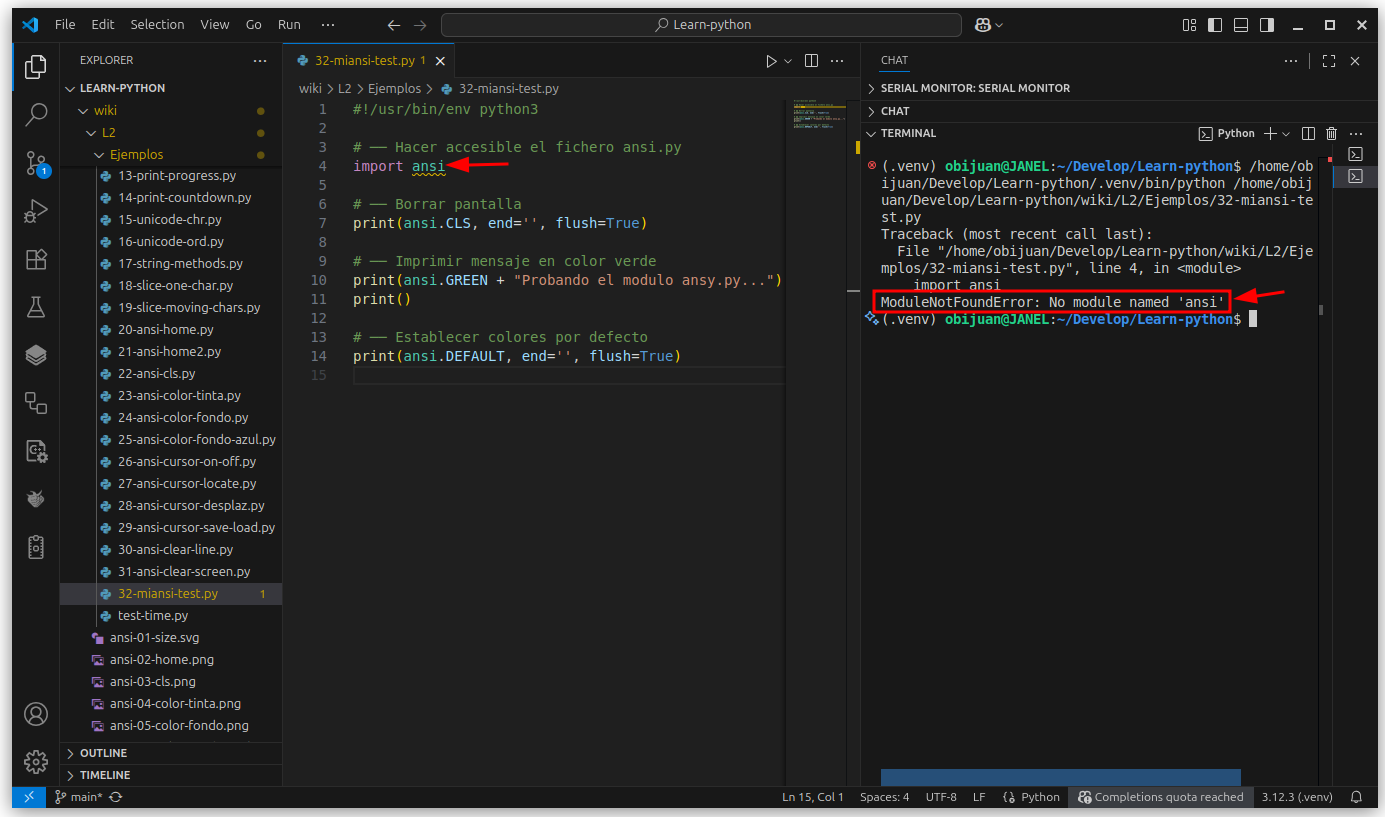 File Edit Selection View Go Run ··· Learn-python
EXPLORER ···
LEARN-PYTHON
wiki
L2
Ejemplos
13-print-progress.py
14-print-countdown.py
15-unicode-chr.py
16-unicode-ord.py
17-string-methods.py
18-slice-one-char.py
19-slice-moving-chars.py
20-ansi-home.py
21-ansi-home2.py
22-ansi-cls.py
23-ansi-color-tinta.py
24-ansi-color-fondo.py
25-ansi-color-fondo-azul.py
26-ansi-cursor-on-off.py
27-ansi-cursor-locate.py
28-ansi-cursor-desplaz.py
29-ansi-cursor-save-load.py
30-ansi-clear-line.py
31-ansi-clear-screen.py
32-miansi-test.py 1
test-time.py
ansi-01-size.svg
ansi-02-home.png
ansi-03-cls.png
ansi-04-color-tinta.png
ansi-05-color-fondo.png
OUTLINE
TIMELINE
1
32-miansi-test.py 1
wiki > L2 > Ejemplos > 32-miansi-test.py
1 #!/usr/bin/env python3
2
3 # —— Hacer accesible el fichero ansi.py
4 import ansi
5
6 # —— Borrar pantalla
7 print(ansi.CLS, end='', flush=True)
8
9 # —— Imprimir mensaje en color verde
10 print(ansi.GREEN + "Probando el modulo ansy.py...")
11 print()
12
13 # —— Establecer colores por defecto
14 print(ansi.DEFAULT, end='', flush=True)
15
CHAT
SERIAL MONITOR: SERIAL MONITOR
CHAT
TERMINAL Python
(.venv) obijuan@JANEL:~/Develop/Learn-python$ /home/ob
ijuan/Develop/Learn-python/.venv/bin/python /home/obij
uan/Develop/Learn-python/wiki/L2/Ejemplos/32-miansi-te
st.py
Traceback (most recent call last):
File "/home/obijuan/Develop/Learn-python/wiki/L2/Eje
mplos/32-miansi-test.py", line 4, in <module>
import ansi
ModuleNotFoundError: No module named 'ansi'
(.venv) obijuan@JANEL:~/Develop/Learn-python$
main* Ln 15, Col 1 Spaces: 4 UTF-8 LF {} Python Completions quota reached 3.12.3 (.venv)